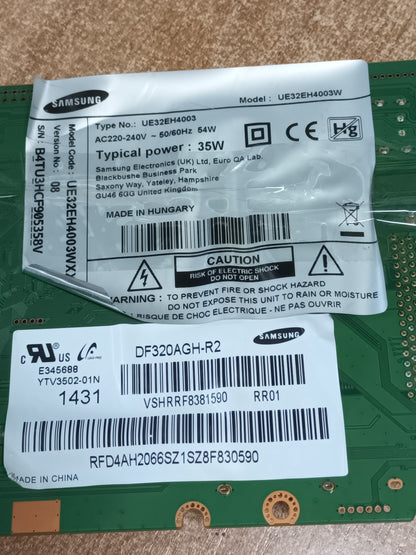 SAMSUNG
Model : UE32EH4003W
Type No.: UE32EH4003
AC220-240V ~ 50/60Hz 54W
Typical power : 35W
Samsung Electronics (UK) Ltd, Euro QA Lab.
Blackbushe Business Park
Saxony Way, Yateley, Hampshire
GU46 6GG United Kingdom
MADE IN HUNGARY
Hg
Model Code : UE32EH4003WXX
Version No : 08
S/N : B4TU3HCF905358V
CAUTION
RISK OF ELECTRIC SHOCK
DO NOT OPEN
WARNING : TO PREVENT FIRE OR SHOCK HAZARD
DO NOT EXPOSE THIS UNIT TO RAIN OR MOISTURE
RISQUE DE CHOC ELECTRIQUE - NE PAS OUVRIR
c RU US
E345688
YTV3502-01N
1431
DF320AGH-R2
SAMSUNG
VSHRRF8381590 RR01
RFD4AH2066SZ1SZ8F830590
MADE IN CHINA